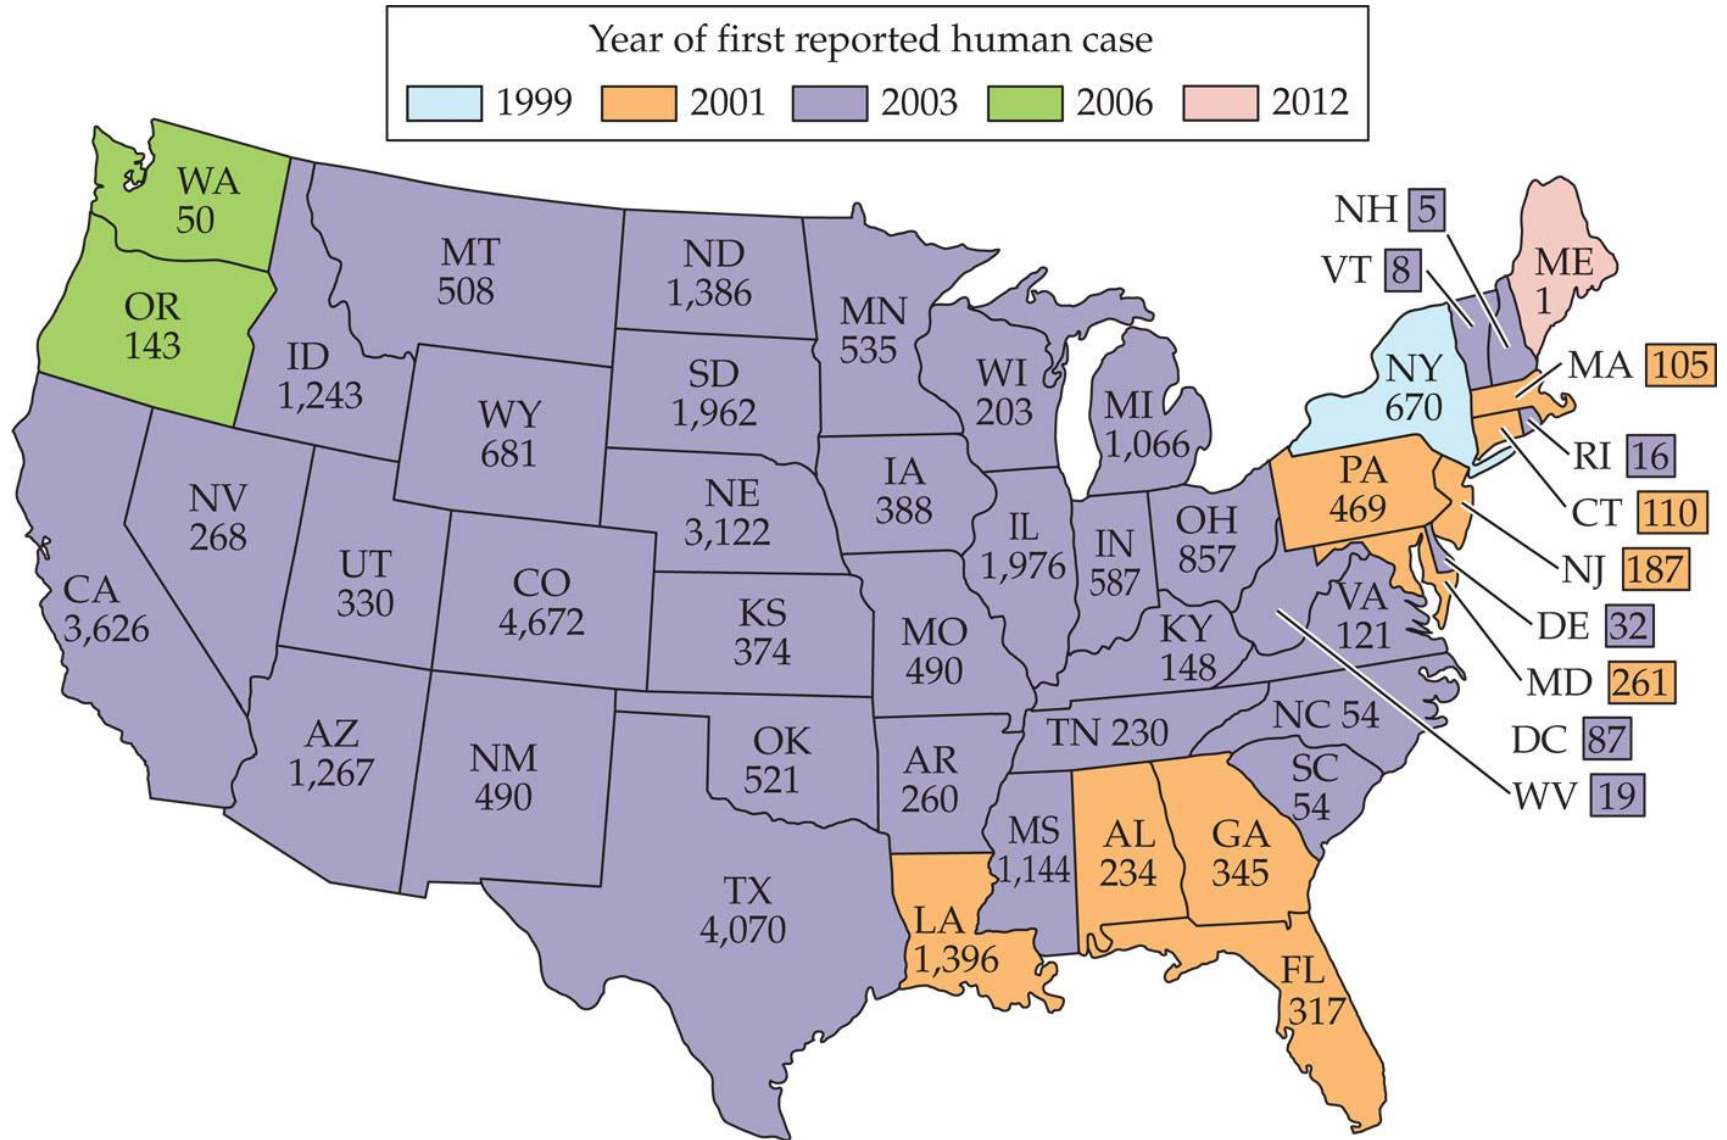 Year of first reported human case
1999 2001 2003 2006 2012
WA
50
OR
143
CA
3,626
NV
268
ID
1,243
MT
508
WY
681
UT
330
AZ
1,267
CO
4,672
NM
490
ND
1,386
SD
1,962
NE
3,122
KS
374
OK
521
TX
4,070
MN
535
IA
388
MO
490
AR
260
LA
1,396
WI
203
IL
1,976
MI
1,066
IN
587
OH
857
KY
148
TN 230
MS
1,144
AL
234
GA
345
FL
317
SC
54
NC 54
VA
121
PA
469
NY
670
ME
1
NH 5
VT 8
MA 105
RI 16
CT 110
NJ 187
DE 32
MD 261
DC 87
WV 19